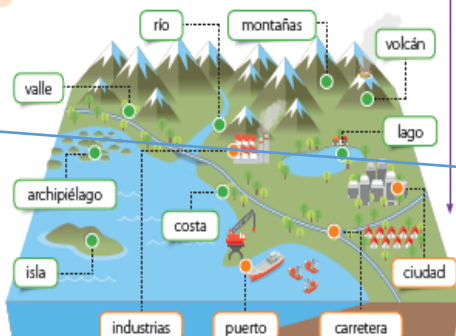 río
montañas
volcán
valle
lago
archipiélago
costa
isla
ciudad
industrias
puerto
carretera